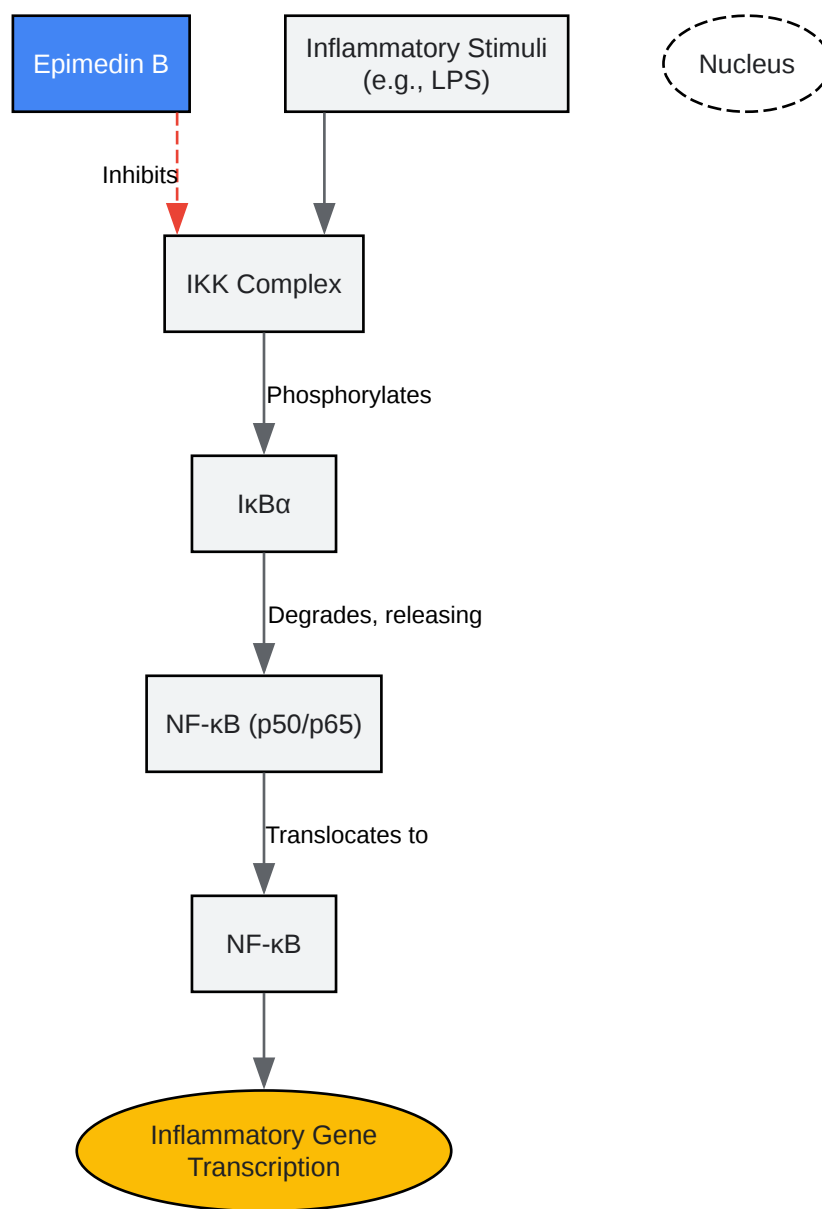 Epimedin B
Inflammatory Stimuli
(e.g., LPS)
Nucleus
Inhibits
IKK Complex
Phosphorylates
IκBα
Degrades, releasing
NF-κB (p50/p65)
Translocates to
NF-κB
Inflammatory Gene
Transcription